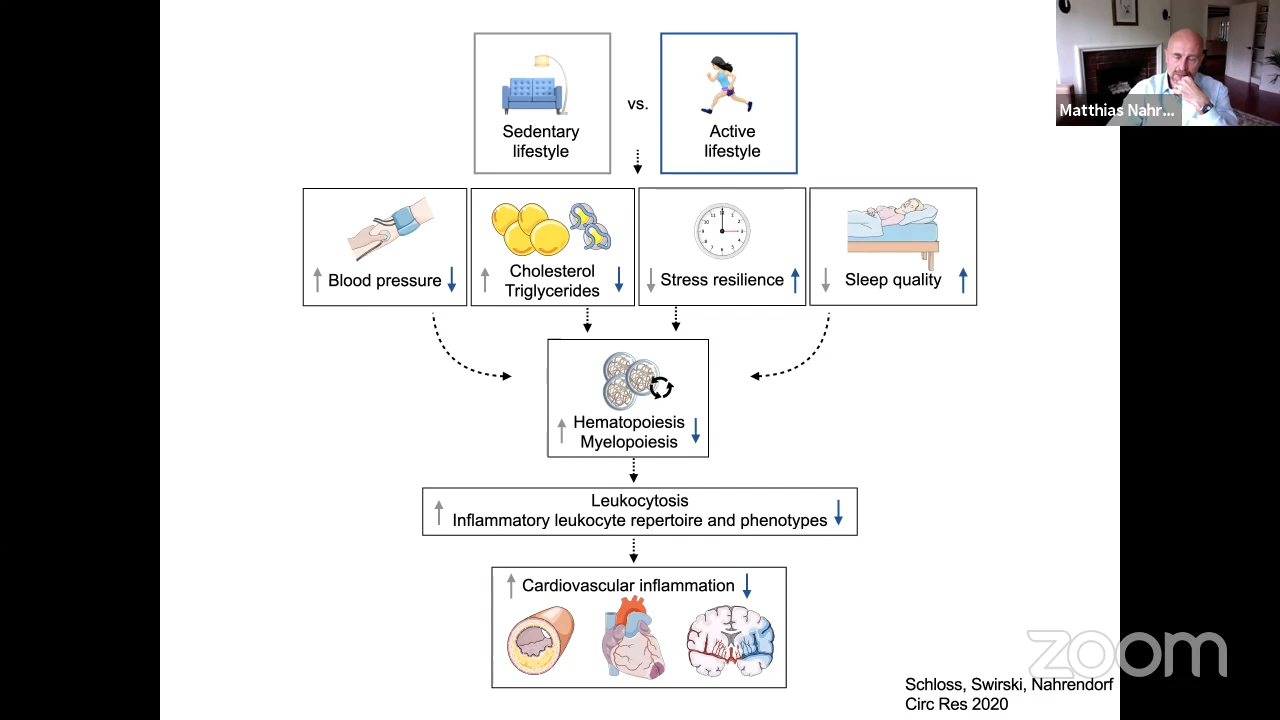 Matthias Nahr...
Sedentary
lifestyle
vs.
Active
lifestyle
Blood pressure
Cholesterol
Triglycerides
Stress resilience
Sleep quality
Hematopoiesis
Myelopoiesis
Leukocytosis
Inflammatory leukocyte repertoire and phenotypes
Cardiovascular inflammation
zoom
Schloss, Swirski, Nahrendorf
Circ Res 2020